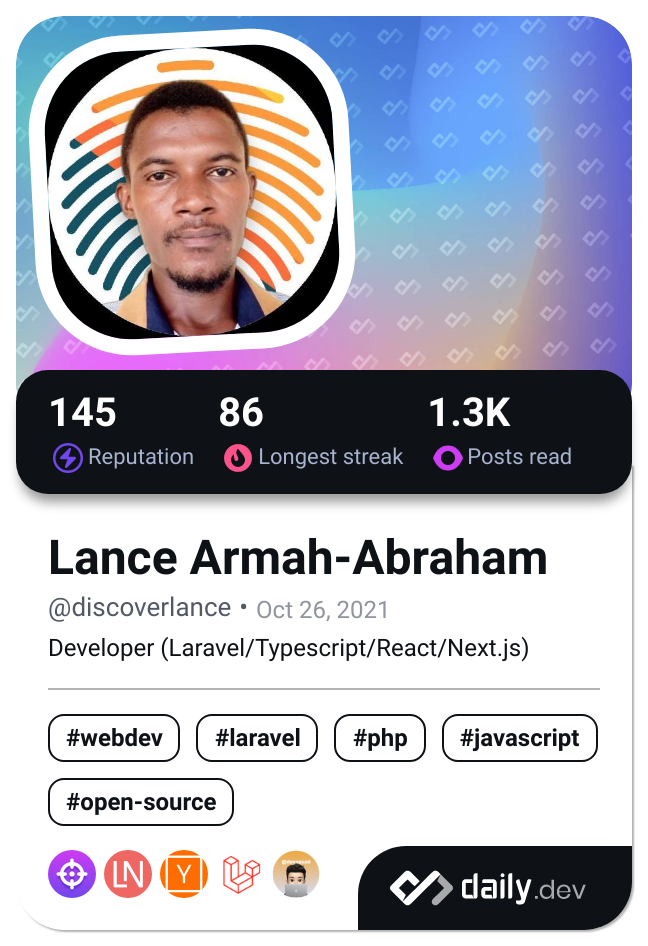 145 86 1.3K
Reputation Longest streak Posts read
Lance Armah-Abraham
@discoverlance • Oct 26, 2021
Developer (Laravel/Typescript/React/Next.js)
#webdev #laravel #php #javascript
#open-source
LN Y
daily.dev